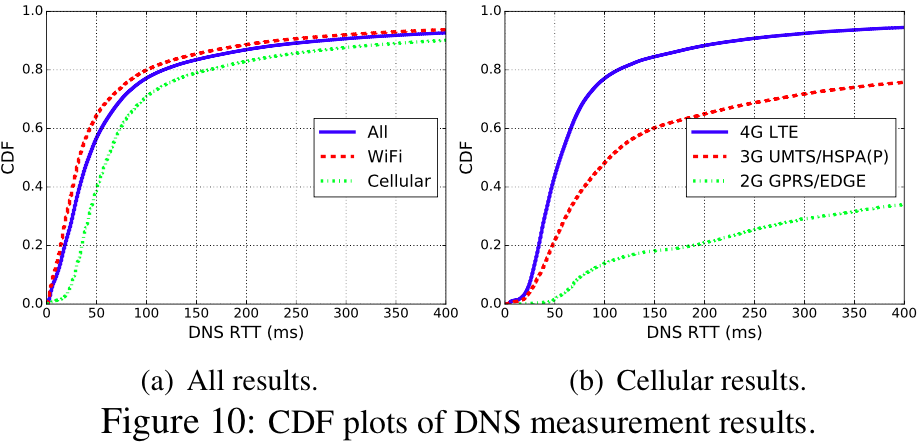 1.0
0.8
0.6
0.4
0.2
0.0
CDF
0 50 100 150 200 250 300 350 400
DNS RTT (ms)
All
WiFi
Cellular
(a) All results.
1.0
0.8
0.6
0.4
0.2
0.0
CDF
0 50 100 150 200 250 300 350 400
DNS RTT (ms)
4G LTE
3G UMTS/HSPA(P)
2G GPRS/EDGE
(b) Cellular results.
Figure 10: CDF plots of DNS measurement results.